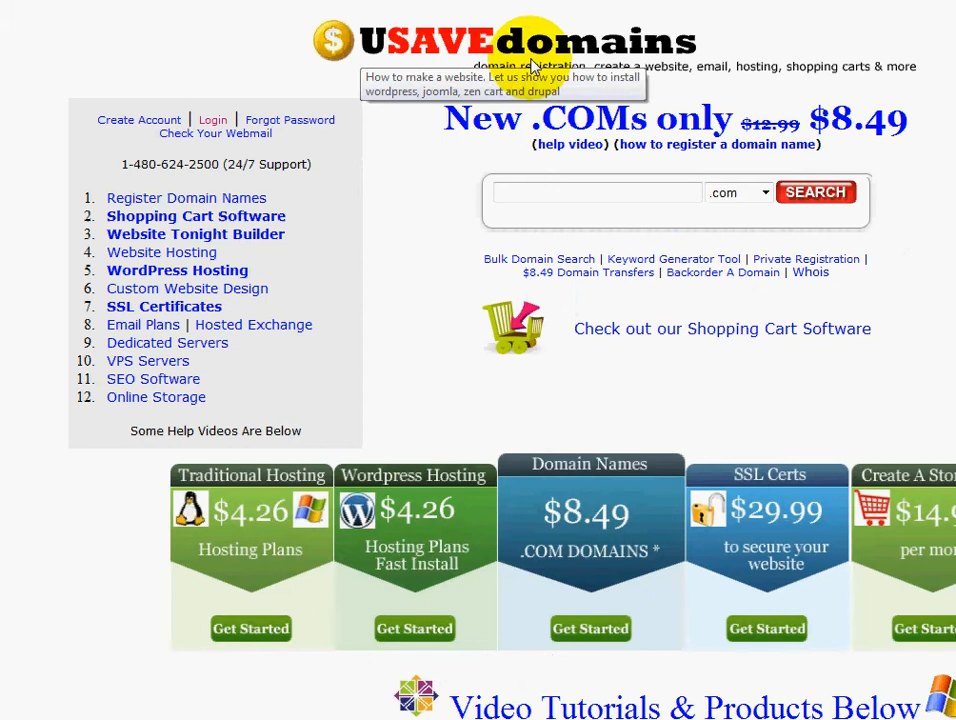 USAVEdomains
domain registration, create a website, email, hosting, shopping carts & more
How to make a website. Let us show you how to install
wordpress, joomla, zen cart and drupal
Create Account | Login | Forgot Password
Check Your Webmail
1-480-624-2500 (24/7 Support)
1. Register Domain Names
2. Shopping Cart Software
3. Website Tonight Builder
4. Website Hosting
5. WordPress Hosting
6. Custom Website Design
7. SSL Certificates
8. Email Plans | Hosted Exchange
9. Dedicated Servers
10. VPS Servers
11. SEO Software
12. Online Storage
Some Help Videos Are Below
New .COMs only $12.99 $8.49
(help video) (how to register a domain name)
.com SEARCH
Bulk Domain Search | Keyword Generator Tool | Private Registration |
$8.49 Domain Transfers | Backorder A Domain | Whois
Check out our Shopping Cart Software
Traditional Hosting
$4.26
Hosting Plans
Get Started
Wordpress Hosting
$4.26
Hosting Plans
Fast Install
Get Started
Domain Names
$8.49
.COM DOMAINS *
Get Started
SSL Certs
$29.99
to secure your
website
Get Started
Create A Sto
$14.9
per mo
Get Start
Video Tutorials & Products Below